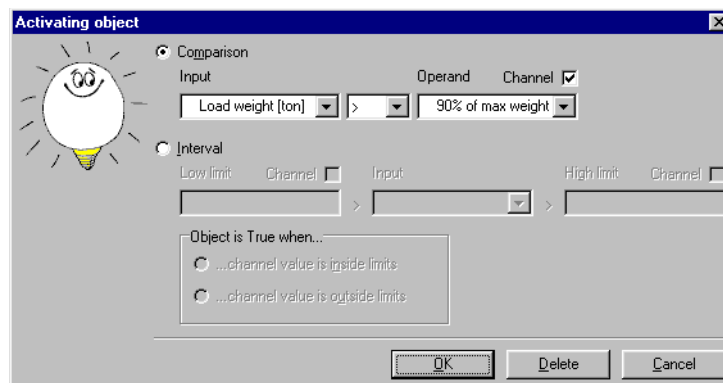 Activating object
Comparison
Input Operand Channel
Load weight [ton] > 90% of max weight
Interval
Low limit Channel Input High limit Channel
> >
Object is True when...
...channel value is inside limits
...channel value is outside limits
OK Delete Cancel